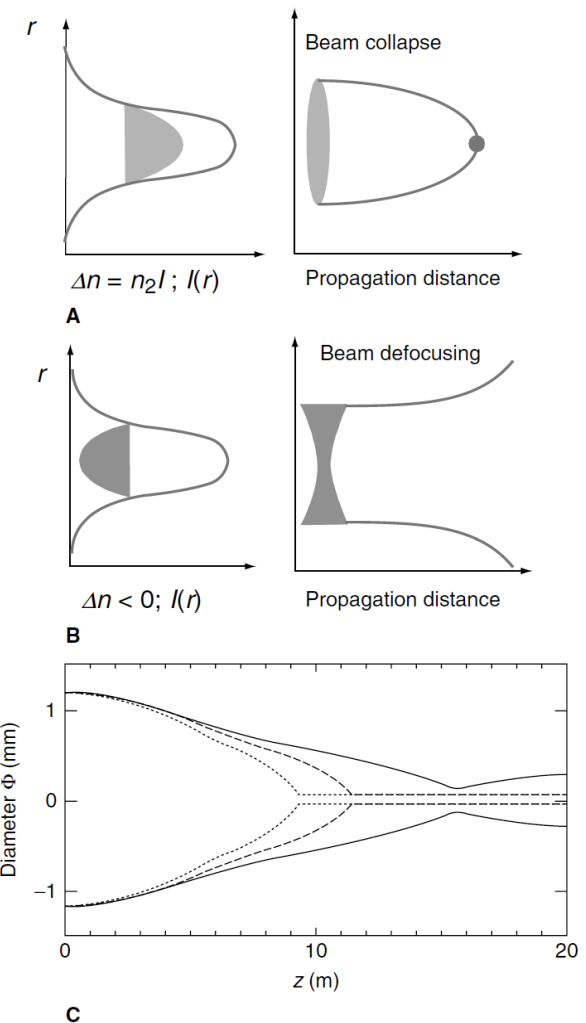 r
Beam collapse
Δn = n₂I ; I(r)
Propagation distance
A
r
Beam defocusing
Δn < 0; I(r)
Propagation distance
B
Diameter Φ (mm)
1
0
−1
0
10
20
z (m)
C